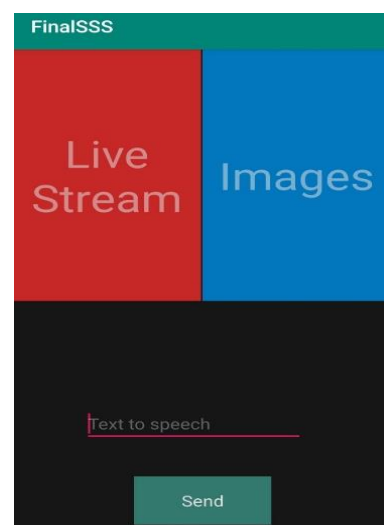 FinalSSS
Live
Stream
Images
Text to speech
Send